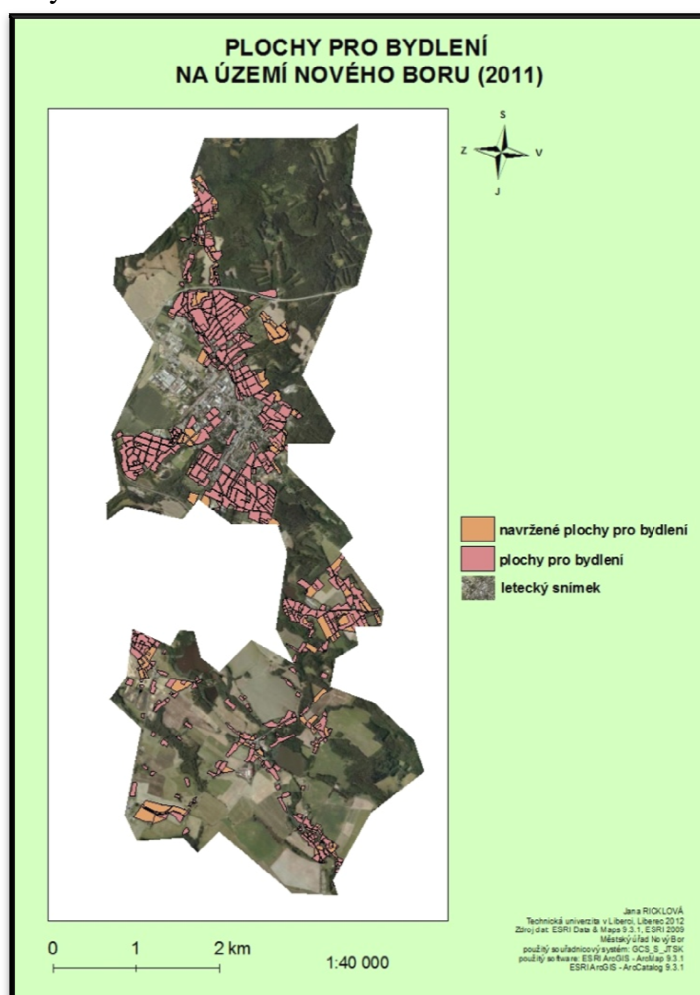 PLOCHY PRO BYDLENÍ
NA ÚZEMÍ NOVÉHO BORU (2011)
S
Z V
J
navržené plochy pro bydlení
plochy pro bydlení
letecký snímek
0 1 2 km
1:40 000
Jana RICKLOVÁ
Technická univerzita v Liberci, Liberec 2012
Zdroj dat: ESRI Data & Maps 9.3.1, ESRI 2009
Městský úřad Nový Bor
použitý souřadnicový systém: GCS_S_JTSK
použitý software: ESRI ArcGIS - ArcMap 9.3.1
ESRI ArcGIS - ArcCatalog 9.3.1